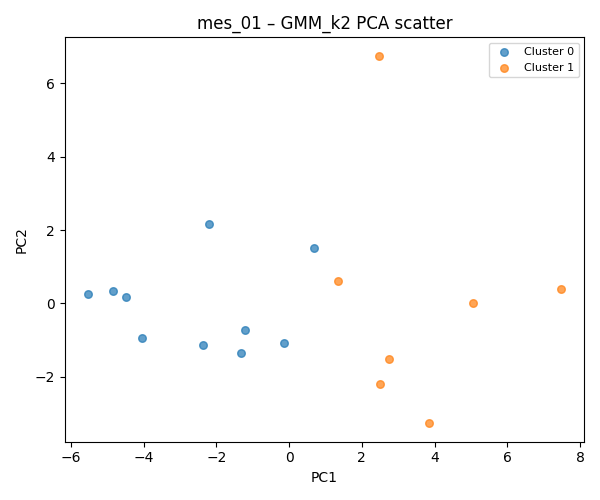 mes_01 – GMM_k2 PCA scatter
Cluster 0
Cluster 1
PC2
6
4
2
0
−2
−6 −4 −2 0 2 4 6 8
PC1